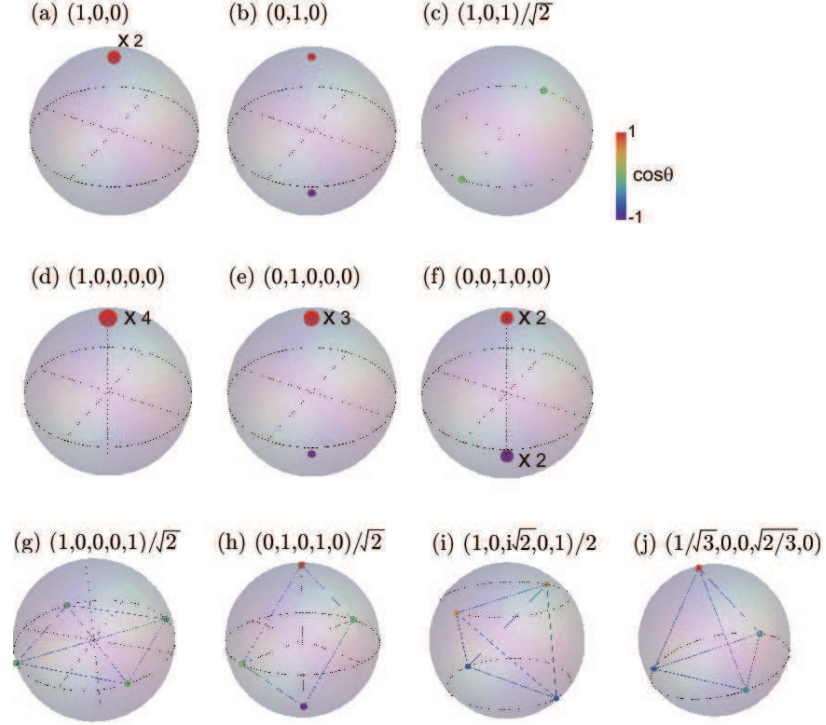 (a) (1,0,0) (b) (0,1,0) (c) (1,0,1)/√2
X 2
1
cosθ
-1
(d) (1,0,0,0,0) (e) (0,1,0,0,0) (f) (0,0,1,0,0)
X 4 X 3 X 2
X 2
(g) (1,0,0,0,1)/√2 (h) (0,1,0,1,0)/√2 (i) (1,0,i√2,0,1)/2 (j) (1/√3,0,0,√2/3,0)